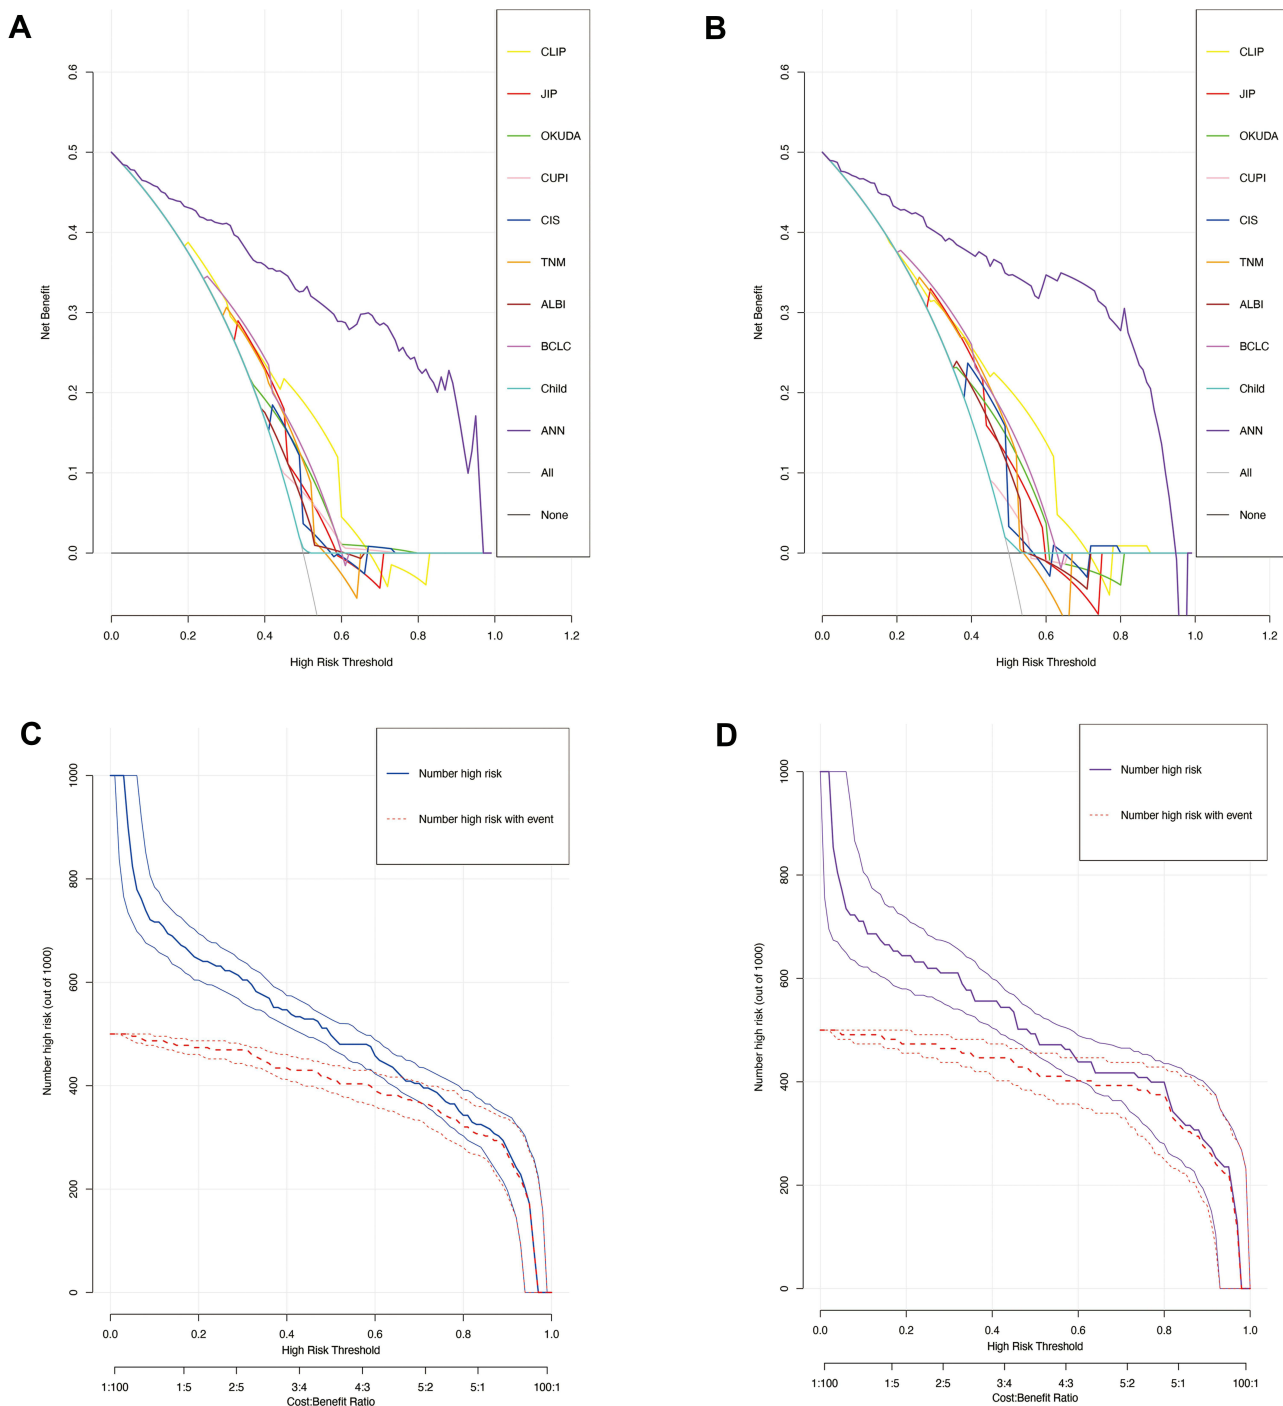 A
CLIP
JIP
OKUDA
CUPI
CIS
TNM
ALBI
BCLC
Child
ANN
All
None
Net Benefit
0.6
0.5
0.4
0.3
0.2
0.1
0.0
0.0 0.2 0.4 0.6 0.8 1.0 1.2
High Risk Threshold
B
CLIP
JIP
OKUDA
CUPI
CIS
TNM
ALBI
BCLC
Child
ANN
All
None
Net Benefit
0.6
0.5
0.4
0.3
0.2
0.1
0.0
0.0 0.2 0.4 0.6 0.8 1.0 1.2
High Risk Threshold
C
Number high risk
Number high risk with event
Number high risk (out of 1000)
1000
800
600
400
200
0
0.0 0.2 0.4 0.6 0.8 1.0
High Risk Threshold
1:100 1:5 2:5 3:4 4:3 5:2 5:1 100:1
Cost:Benefit Ratio
D
Number high risk
Number high risk with event
Number high risk (out of 1000)
1000
800
600
400
200
0
0.0 0.2 0.4 0.6 0.8 1.0
High Risk Threshold
1:100 1:5 2:5 3:4 4:3 5:2 5:1 100:1
Cost:Benefit Ratio